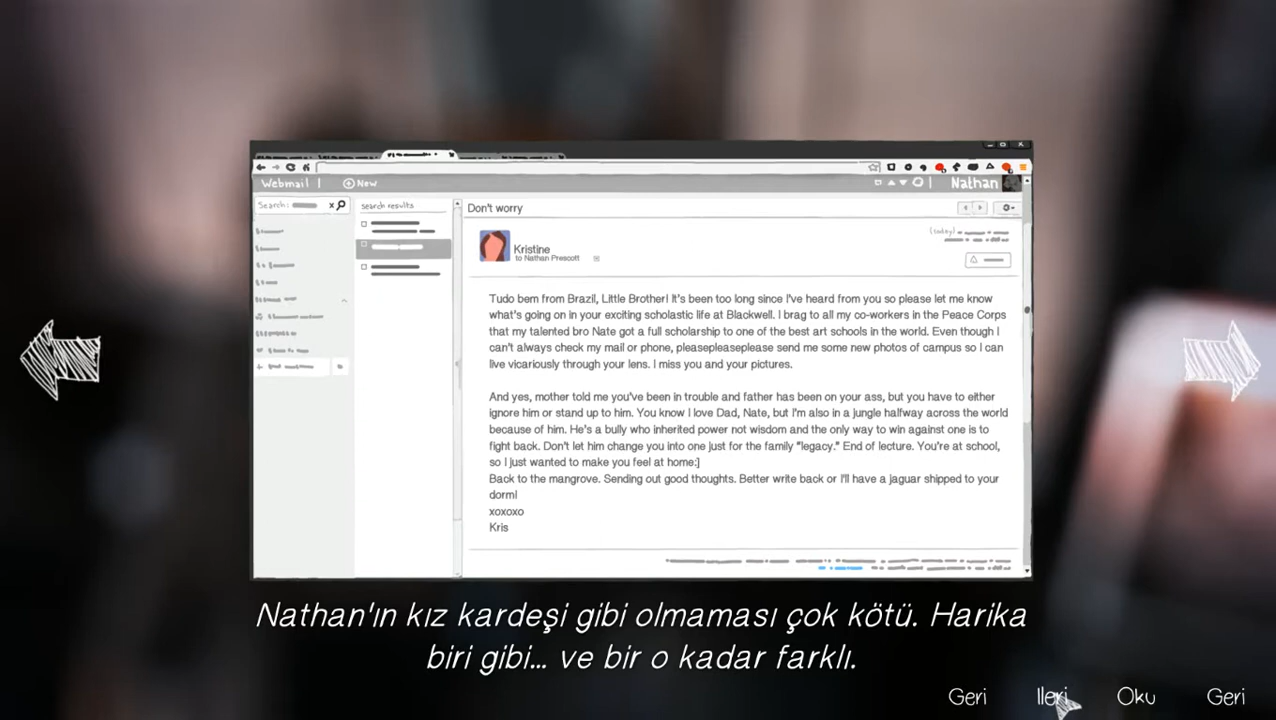 Webmail | New
Nathan
Search:
x
search results
Don't worry
Kristine
to Nathan Prescott
(today)
Tudo bem from Brazil, Little Brother! It's been too long since I've heard from you so please let me know
what's going on in your exciting scholastic life at Blackwell. I brag to all my co-workers in the Peace Corps
that my talented bro Nate got a full scholarship to one of the best art schools in the world. Even though I
can't always check my mail or phone, pleasepleaseplease send me some new photos of campus so I can
live vicariously through your lens. I miss you and your pictures.
And yes, mother told me you've been in trouble and father has been on your ass, but you have to either
ignore him or stand up to him. You know I love Dad, Nate, but I'm also in a jungle halfway across the world
because of him. He's a bully who inherited power not wisdom and the only way to win against one is to
fight back. Don't let him change you into one just for the family "legacy." End of lecture. You're at school,
so I just wanted to make you feel at home:]
Back to the mangrove. Sending out good thoughts. Better write back or I'll have a jaguar shipped to your
dorm!
xoxoxo
Kris
Nathan'ın kız kardeşi gibi olmaması çok kötü. Harika
biri gibi... ve bir o kadar farklı.
Geri İleri Oku Geri